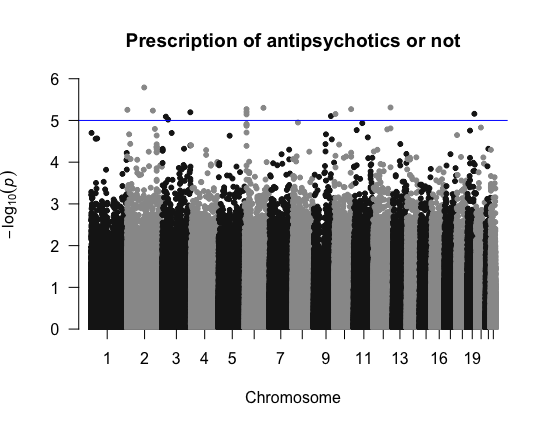 Prescription of antipsychotics or not
6
5
4
3
2
1
0
−log10(p)
1 2 3 4 5 7 9 11 13 16 19
Chromosome